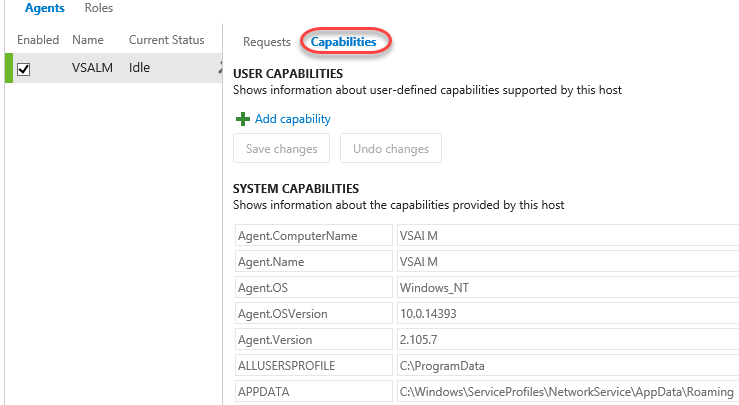 Agents Roles
Enabled Name Current Status
VSALM Idle
Requests Capabilities
USER CAPABILITIES
Shows information about user-defined capabilities supported by this host
Add capability
Save changes Undo changes
SYSTEM CAPABILITIES
Shows information about the capabilities provided by this host
Agent.ComputerName VSALM
Agent.Name VSALM
Agent.OS Windows_NT
Agent.OSVersion 10.0.14393
Agent.Version 2.105.7
ALLUSERSPROFILE C:\ProgramData
APPDATA C:\Windows\ServiceProfiles\NetworkService\AppData\Roaming